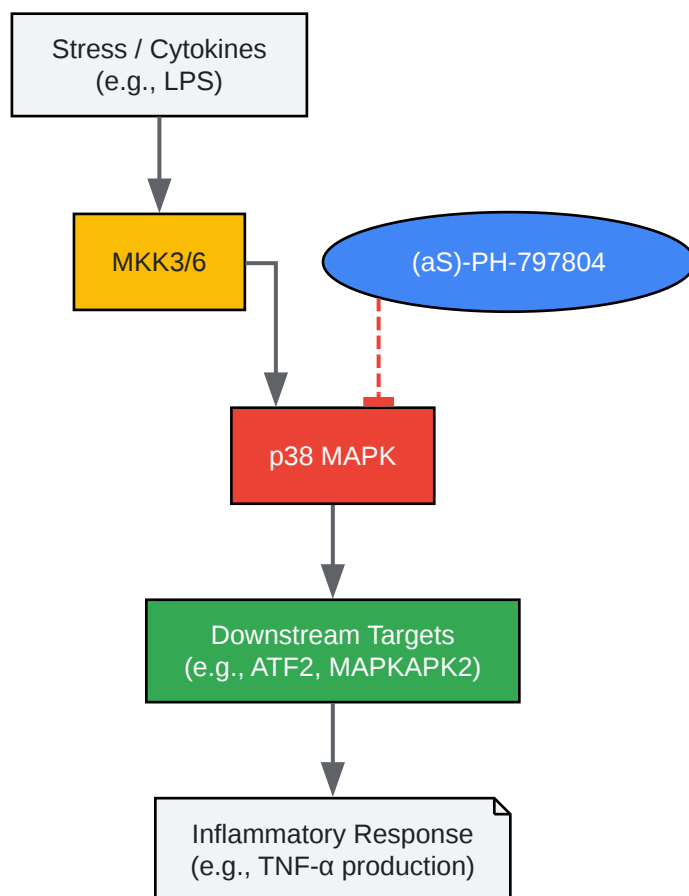 Stress / Cytokines
(e.g., LPS)
MKK3/6
(aS)-PH-797804
p38 MAPK
Downstream Targets
(e.g., ATF2, MAPKAPK2)
Inflammatory Response
(e.g., TNF-α production)